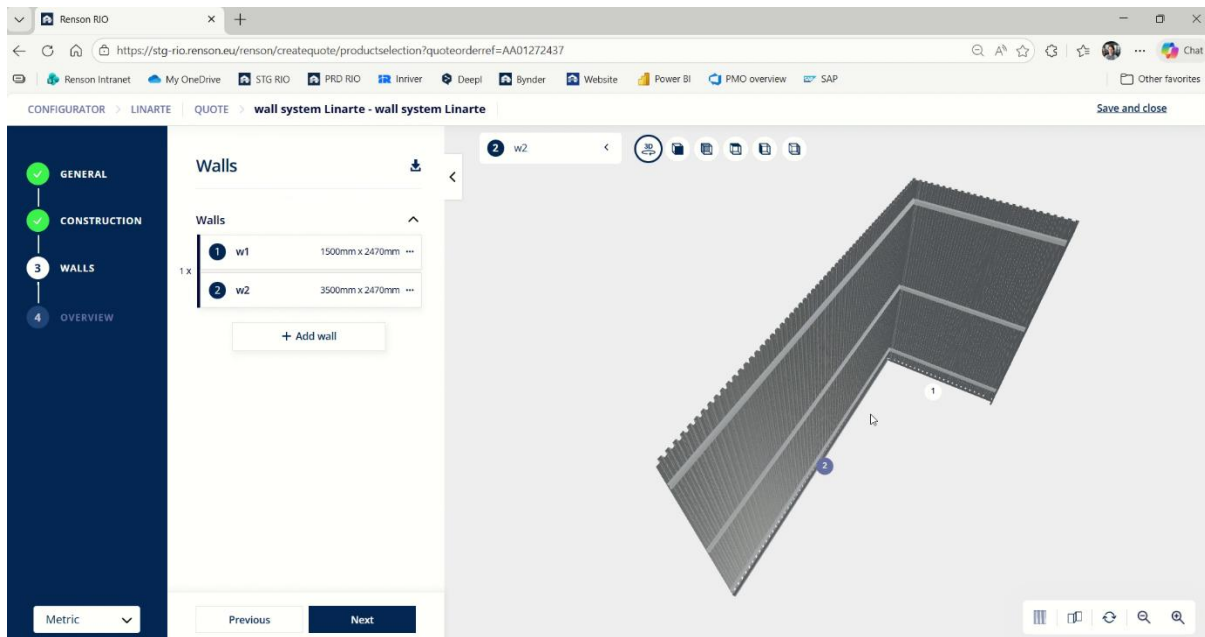 Renson RIO
https://stg-rio.renson.eu/renson/createquote/productselection?quoteorderref=AA01272437
Chat
Renson Intranet My OneDrive STG RIO PRD RIO Inriver Deepl Bynder Website Power BI PMO overview SAP Other favorites
CONFIGURATOR > LINARTE QUOTE > wall system Linarte - wall system Linarte Save and close
2 w2
3D
Walls
GENERAL
CONSTRUCTION
3 WALLS
4 OVERVIEW
Walls
1 x
1 w1 1500mm x 2470mm ...
2 w2 3500mm x 2470mm ...
+ Add wall
1
2
Metric
Previous Next